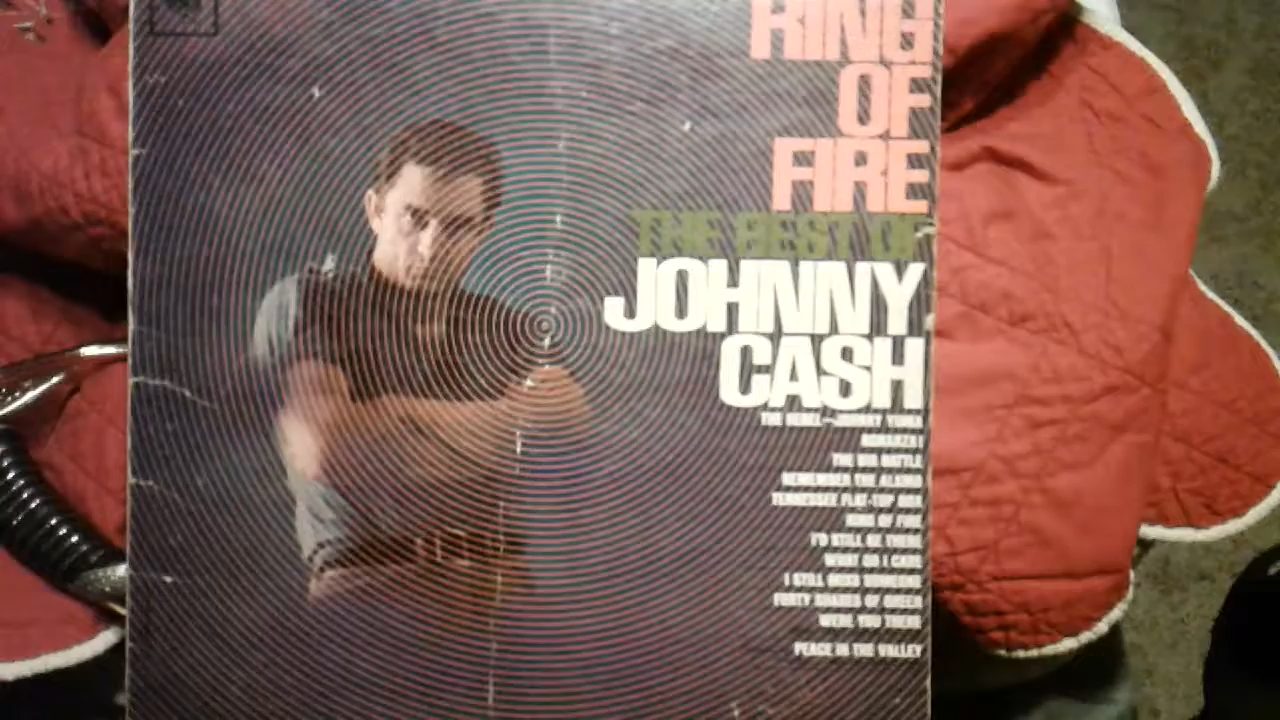 RING
OF
FIRE
THE BEST OF
JOHNNY
CASH
THE REBEL—JOHNNY YUMA
BONANZA!
THE BIG BATTLE
REMEMBER THE ALAMO
TENNESSEE FLAT-TOP BOX
RING OF FIRE
I'D STILL BE THERE
WHAT DO I CARE
I STILL MISS SOMEONE
FORTY SHADES OF GREEN
WERE YOU THERE
PEACE IN THE VALLEY